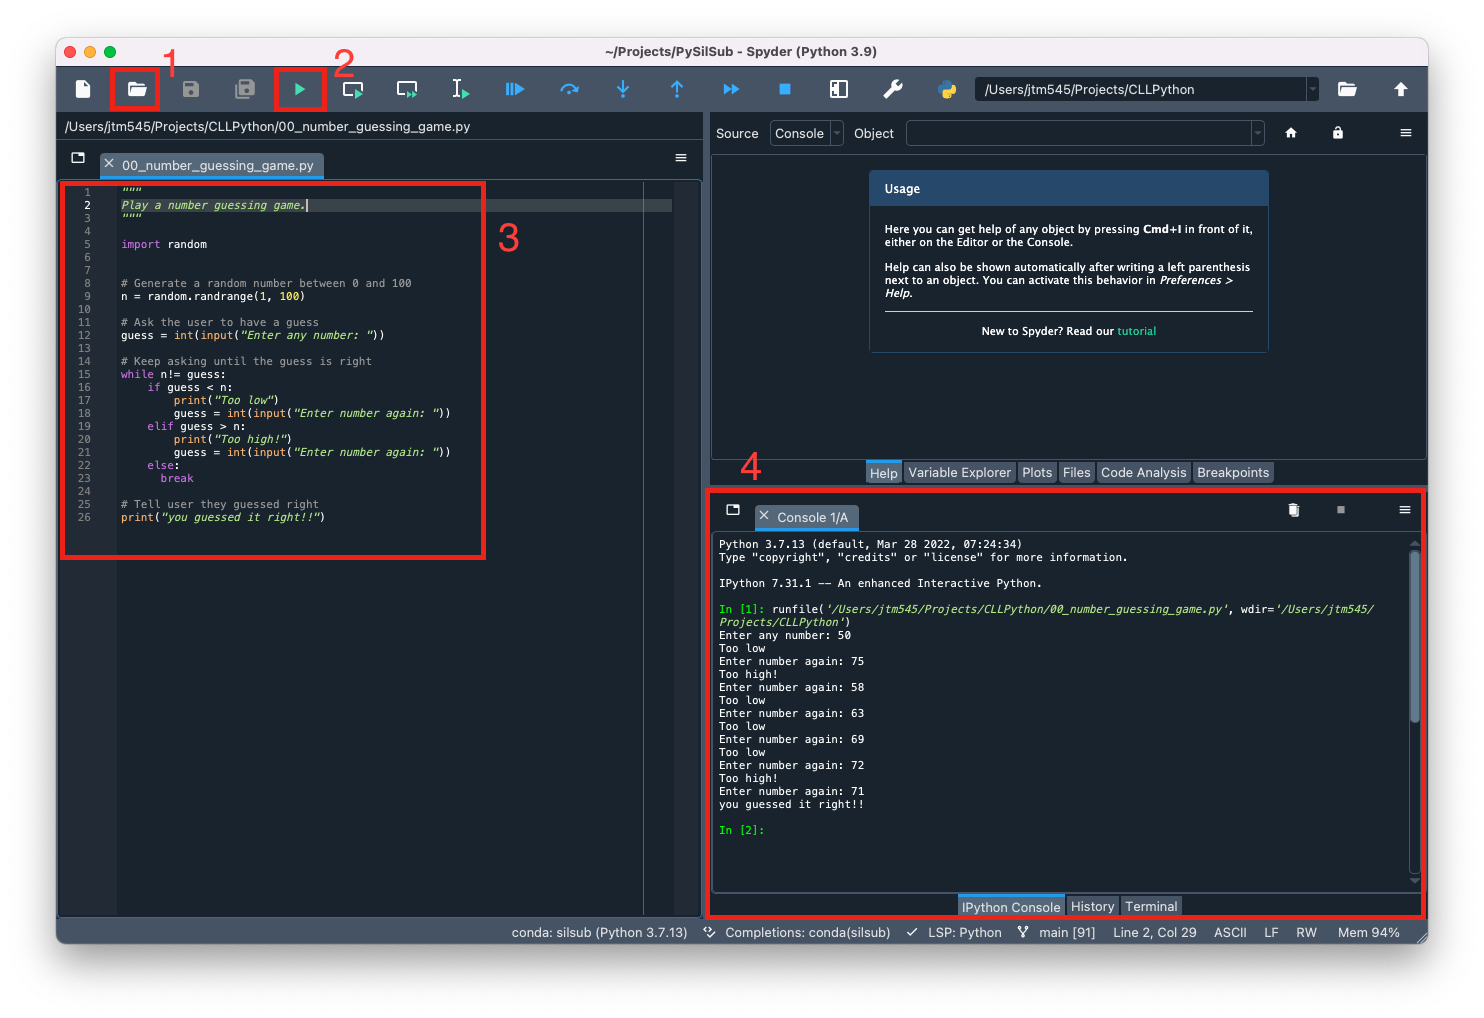 ~/Projects/PySilSub - Spyder (Python 3.9)
1
2
/Users/jtm545/Projects/CLLPython
/Users/jtm545/Projects/CLLPython/00_number_guessing_game.py
00_number_guessing_game.py
3
1 """
2 Play a number guessing game.
3 """
4
5 import random
6
7
8 # Generate a random number between 0 and 100
9 n = random.randrange(1, 100)
10
11 # Ask the user to have a guess
12 guess = int(input("Enter any number: "))
13
14 # Keep asking until the guess is right
15 while n!= guess:
16     if guess < n:
17         print("Too low")
18         guess = int(input("Enter number again: "))
19     elif guess > n:
20         print("Too high!")
21         guess = int(input("Enter number again: "))
22     else:
23       break
24
25 # Tell user they guessed right
26 print("you guessed it right!!")
Source Console Object
Usage
Here you can get help of any object by pressing Cmd+I in front of it,
either on the Editor or the Console.
Help can also be shown automatically after writing a left parenthesis
next to an object. You can activate this behavior in Preferences >
Help.
New to Spyder? Read our tutorial
Help Variable Explorer Plots Files Code Analysis Breakpoints
4
Console 1/A
Python 3.7.13 (default, Mar 28 2022, 07:24:34)
Type "copyright", "credits" or "license" for more information.
IPython 7.31.1 -- An enhanced Interactive Python.
In [1]: runfile('/Users/jtm545/Projects/CLLPython/00_number_guessing_game.py', wdir='/Users/jtm545/
Projects/CLLPython')
Enter any number: 50
Too low
Enter number again: 75
Too high!
Enter number again: 58
Too low
Enter number again: 63
Too low
Enter number again: 69
Too low
Enter number again: 72
Too high!
Enter number again: 71
you guessed it right!!
In [2]:
IPython Console History Terminal
conda: silsub (Python 3.7.13) Completions: conda(silsub) LSP: Python main [91] Line 2, Col 29 ASCII LF RW Mem 94%